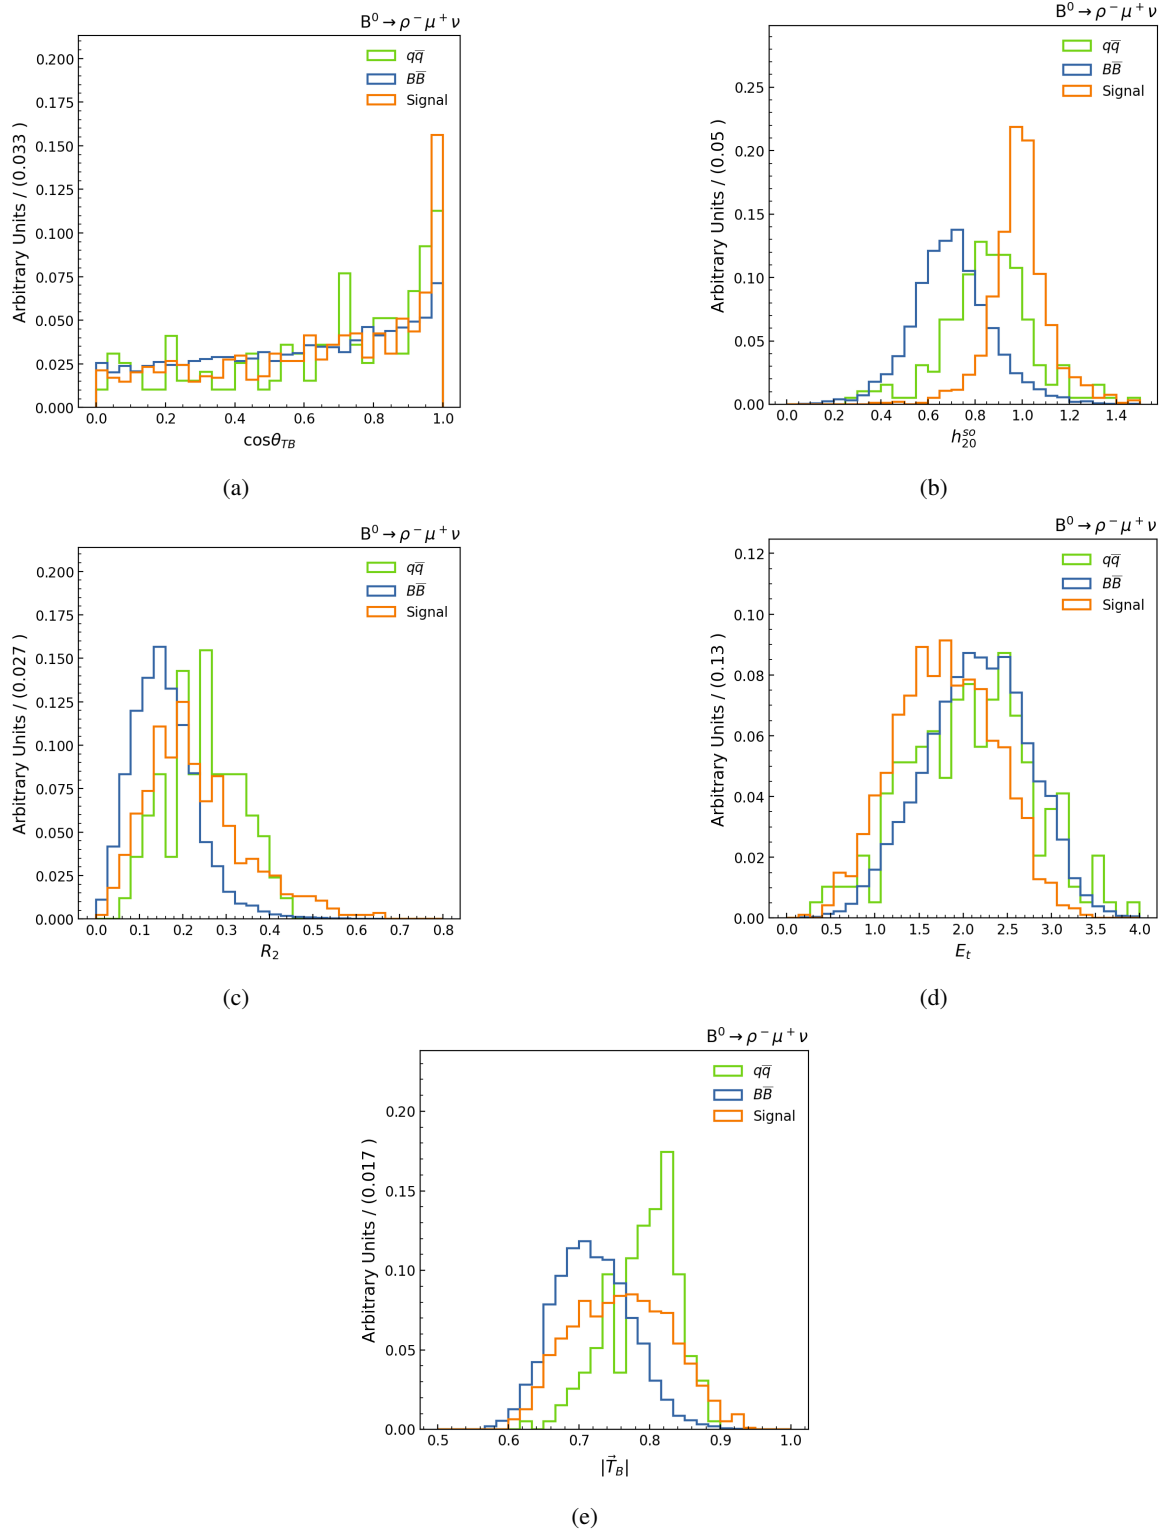 B⁰ → ρ⁻ μ⁺ ν
qq̅
BB̅
Signal
Arbitrary Units / (0.033 )
0.200
0.175
0.150
0.125
0.100
0.075
0.050
0.025
0.000
0.0 0.2 0.4 0.6 0.8 1.0
cosθ_TB
(a)
B⁰ → ρ⁻ μ⁺ ν
qq̅
BB̅
Signal
Arbitrary Units / (0.05 )
0.25
0.20
0.15
0.10
0.05
0.00
0.0 0.2 0.4 0.6 0.8 1.0 1.2 1.4
h₂₀^so
(b)
B⁰ → ρ⁻ μ⁺ ν
qq̅
BB̅
Signal
Arbitrary Units / (0.027 )
0.200
0.175
0.150
0.125
0.100
0.075
0.050
0.025
0.000
0.0 0.1 0.2 0.3 0.4 0.5 0.6 0.7 0.8
R₂
(c)
B⁰ → ρ⁻ μ⁺ ν
qq̅
BB̅
Signal
Arbitrary Units / (0.13 )
0.12
0.10
0.08
0.06
0.04
0.02
0.00
0.0 0.5 1.0 1.5 2.0 2.5 3.0 3.5 4.0
E_t
(d)
B⁰ → ρ⁻ μ⁺ ν
qq̅
BB̅
Signal
Arbitrary Units / (0.017 )
0.20
0.15
0.10
0.05
0.00
0.5 0.6 0.7 0.8 0.9 1.0
|T⃗_B|
(e)